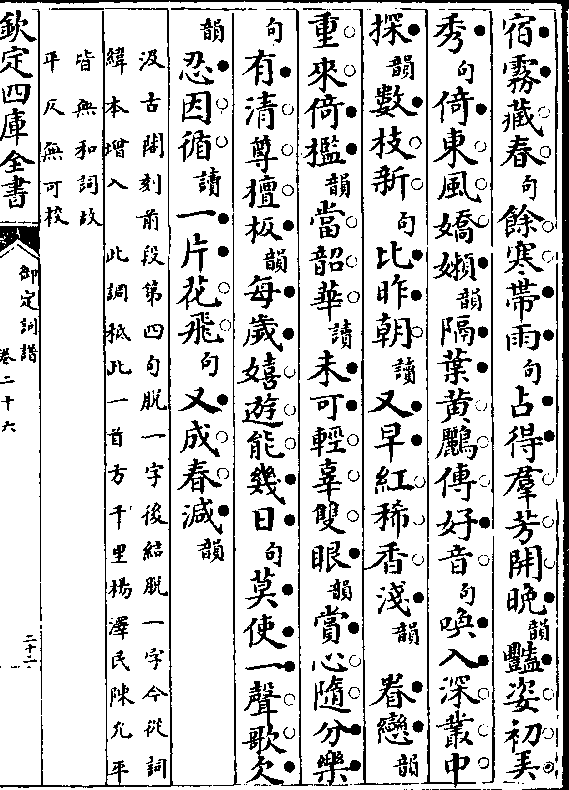 宿霧藏春句餘寒帶雨句占得羣芳開晚韻豔姿初弄
秀句倚東風嬌嬾韻隔葉黃鸝傳好音句喚入深叢中
探韻數枝新句比昨朝讀又早紅稀香淺韻 眷戀韻
重來倚檻韻當韶華讀未可輕辜雙眼韻賞心隨分樂
句有清尊檀板韻每歲嬉遊能幾日句莫使一聲歌欠
韻忍因循讀一片花飛句又成春減韻
汲古閣刻前段第四句脫一字後結脫一字今從詞
緯本增入 此調秪此一首方千里楊澤民陳允平
皆無和詞故
平仄無可校
欽定四庫全書
御定詞譜
卷二十六
二十二